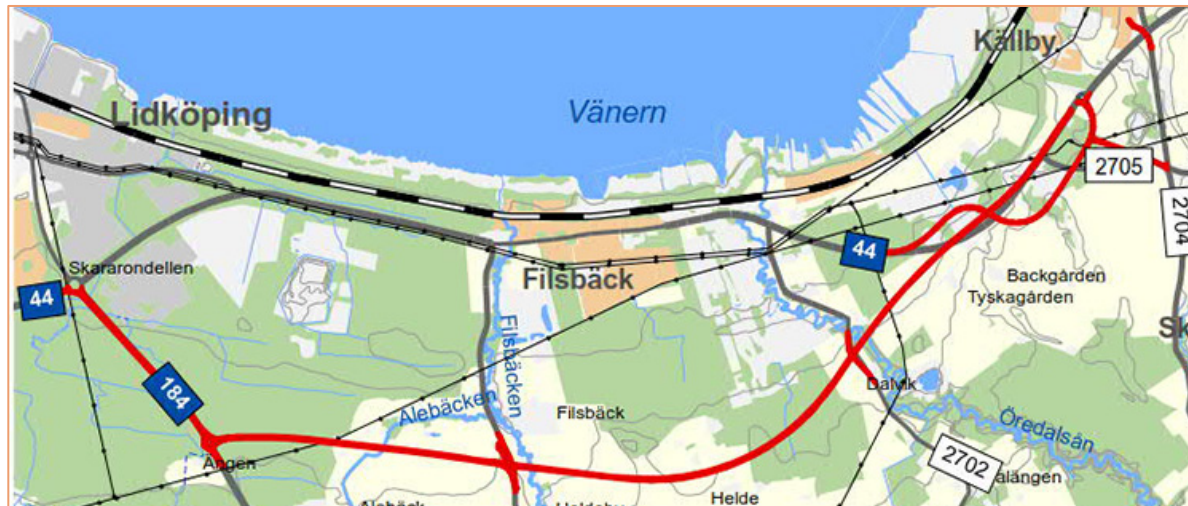 Källby
Lidköping
Vänern
2705
2704
44
Skararondellen
Filsbäck
Backgården
Tyskagården
44
Filsbäcken
184
Dalvik
Alebäcken
Filsbäck
Öredalsån
Ängen
2702
Helde